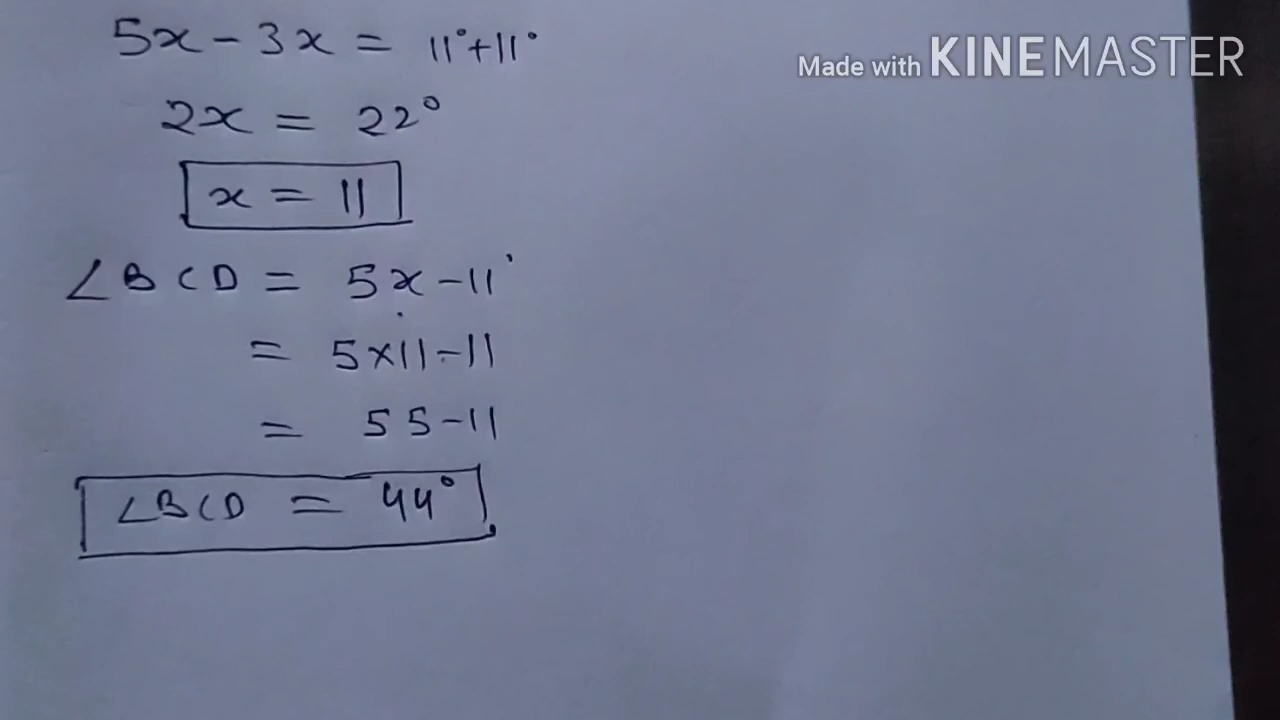 5x - 3x = 11° + 11°
Made with KINEMASTER
2x = 22°
x = 11
∠BCD = 5x - 11°
= 5×11 - 11
= 55 - 11
∠BCD = 44°